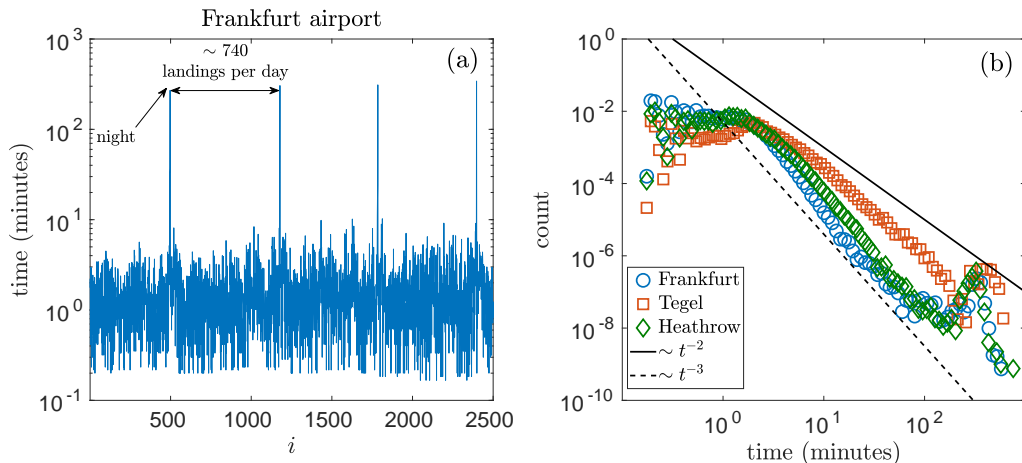 Frankfurt airport
(a)
∼ 740
landings per day
night
time (minutes)
10^3
10^2
10^1
10^0
10^-1
500
1000
1500
2000
2500
i
(b)
count
10^0
10^-2
10^-4
10^-6
10^-8
10^-10
Frankfurt
Tegel
Heathrow
∼ t^-2
∼ t^-3
10^0
10^1
10^2
time (minutes)